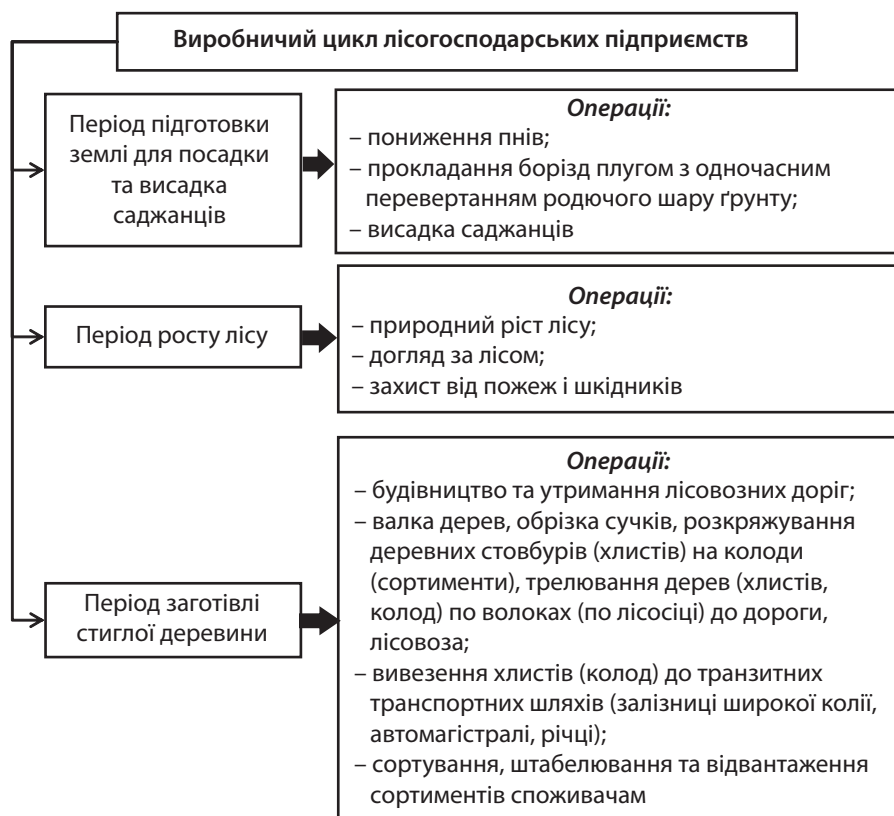 Виробничий цикл лісогосподарських підприємств
Період підготовки
землі для посадки
та висадка
саджанців
Операції:
– пониження пнів;
– прокладання борізд плугом з одночасним
перевертанням родючого шару ґрунту;
– висадка саджанців
Період росту лісу
Операції:
– природний ріст лісу;
– догляд за лісом;
– захист від пожеж і шкідників
Період заготівлі
стиглої деревини
Операції:
– будівництво та утримання лісовозних доріг;
– валка дерев, обрізка сучків, розкряжування
деревних стовбурів (хлистів) на колоди
(сортименти), трелювання дерев (хлистів,
колод) по волоках (по лісосіці) до дороги,
лісовоза;
– вивезення хлистів (колод) до транзитних
транспортних шляхів (залізниці широкої колії,
автомагістралі, річці);
– сортування, штабелювання та відвантаження
сортиментів споживачам